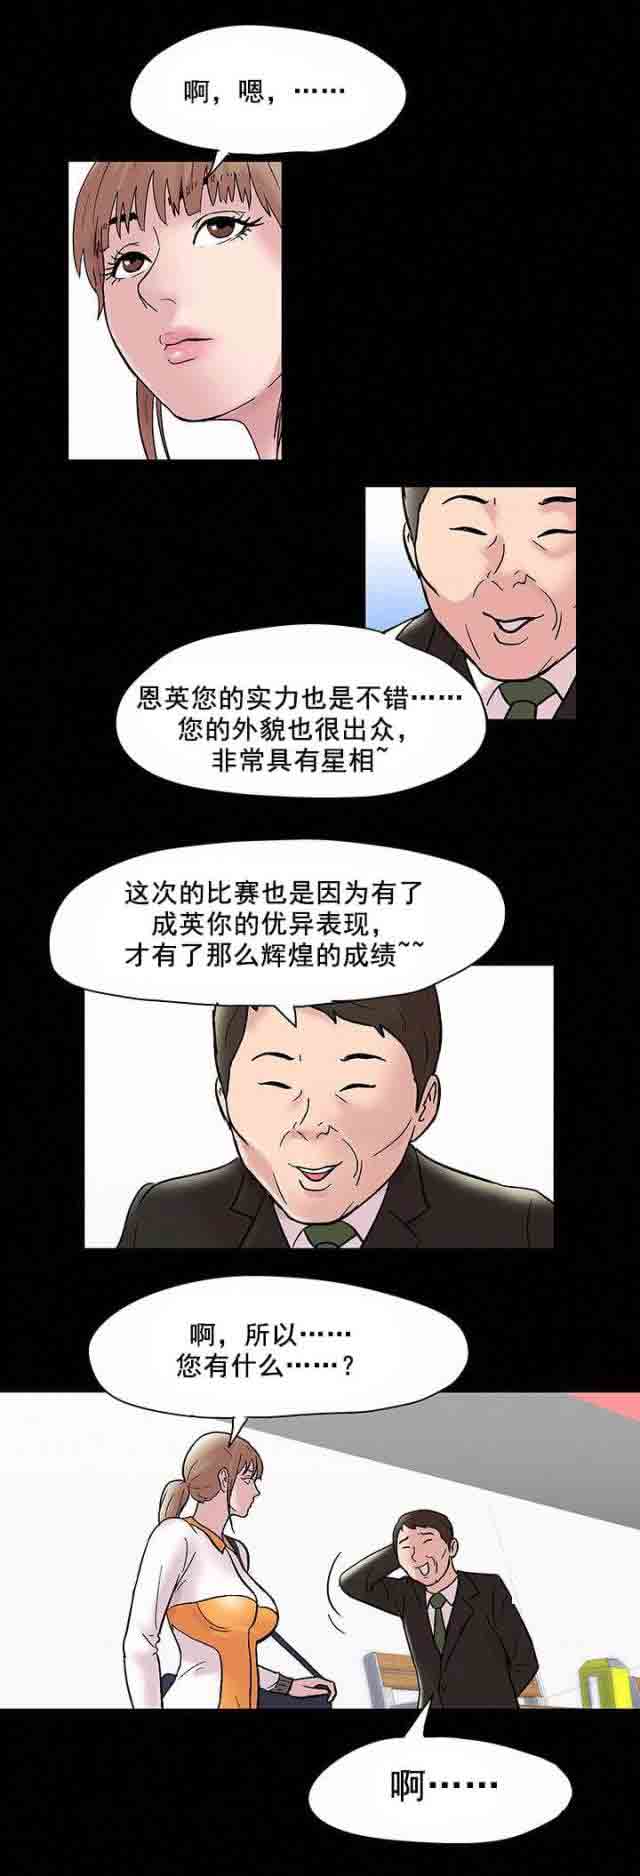 啊，嗯，……
恩英您的实力也是不错……
您的外貌也很出众，
非常具有星相~
这次的比赛也是因为有了
成英你的优异表现，
才有了那么辉煌的成绩~~
啊，所以……
您有什么……？
啊……